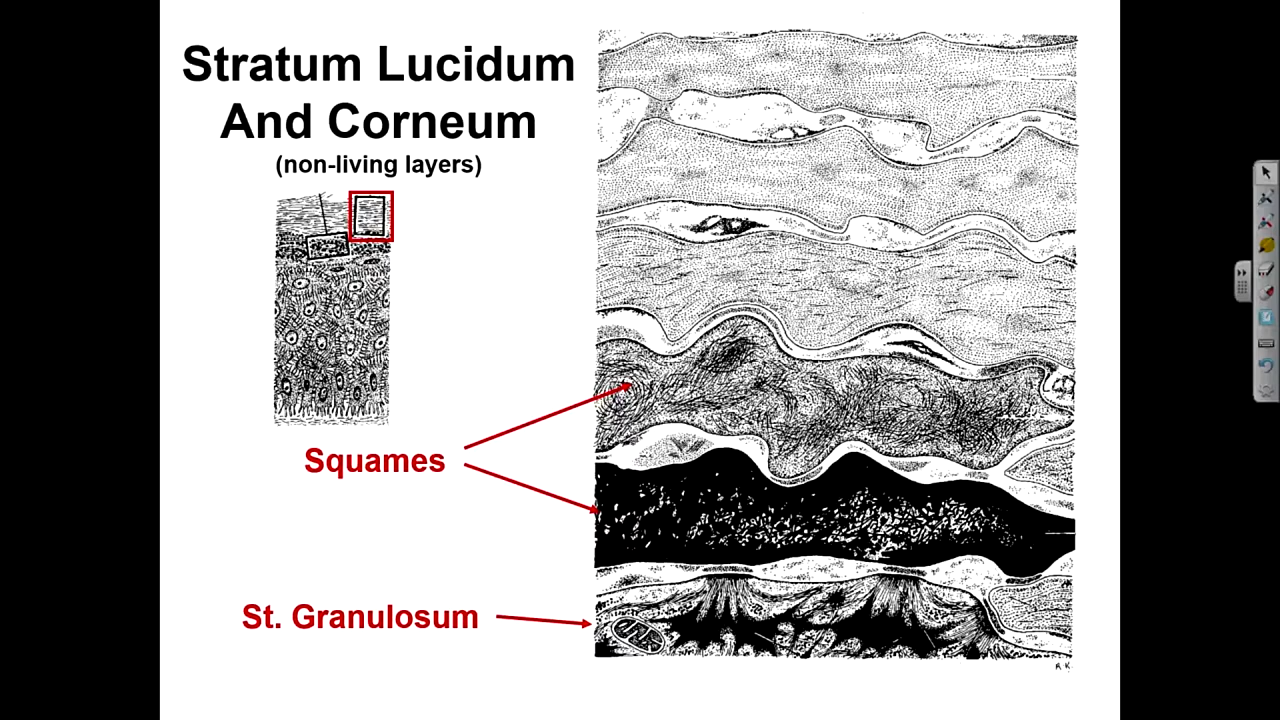 Stratum Lucidum
And Corneum
(non-living layers)
Squames
St. Granulosum
R K